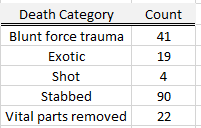 Death Category Count
Blunt force trauma 41
Exotic 19
Shot 4
Stabbed 90
Vital parts removed 22